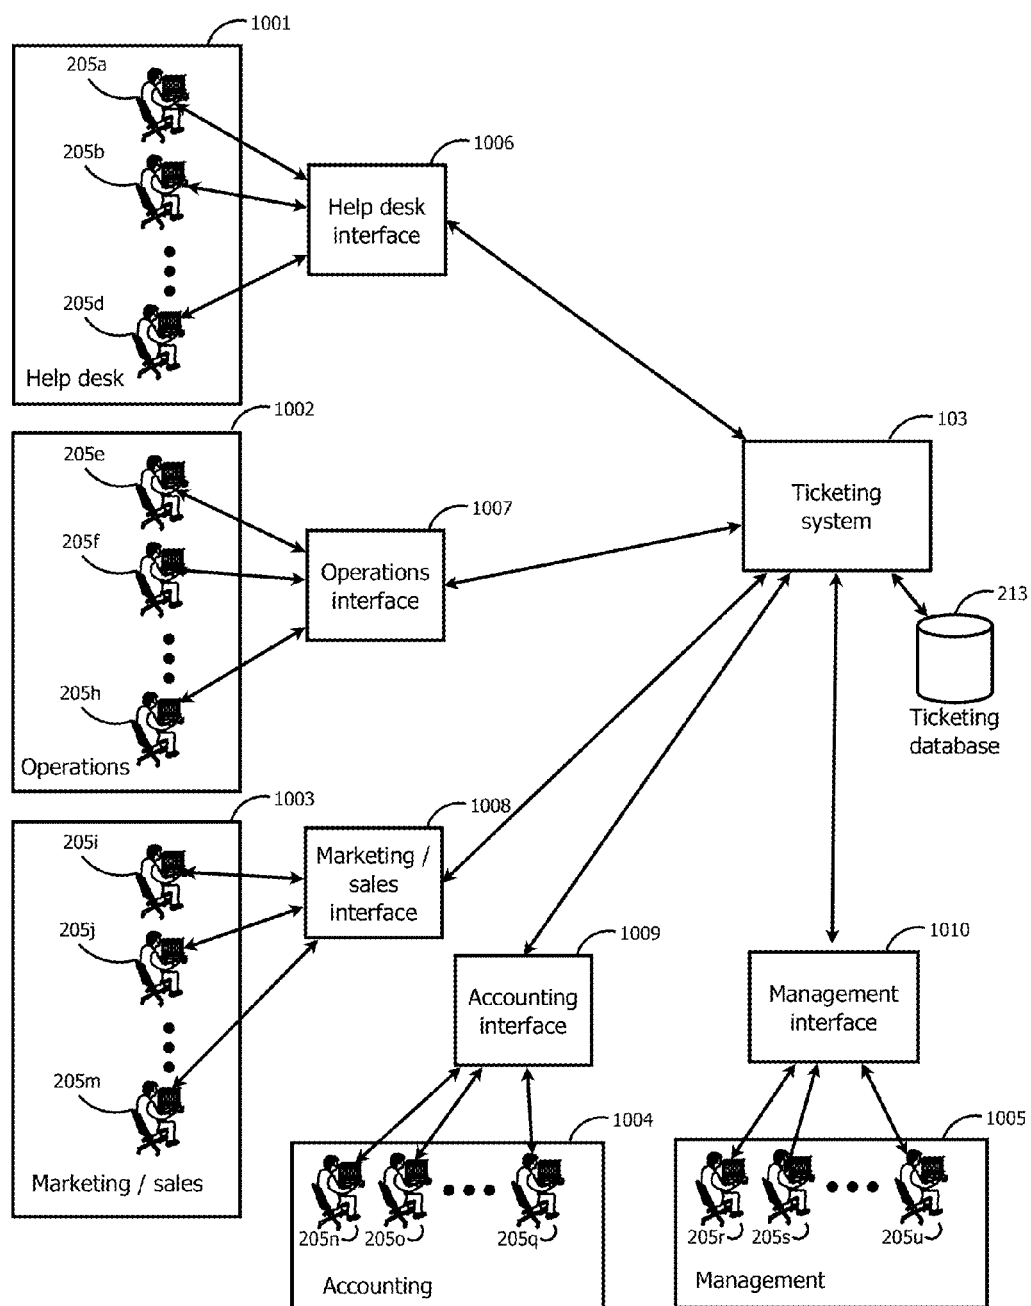 1001
205a
205b
205d
Help desk
1006
Help desk
interface
1002
205e
205f
205h
Operations
1007
Operations
interface
103
Ticketing
system
213
Ticketing
database
1003
205i
205j
205m
Marketing / sales
1008
Marketing /
sales
interface
1009
Accounting
interface
1010
Management
interface
1004
205n
205o
205q
Accounting
1005
205r
205s
205u
Management